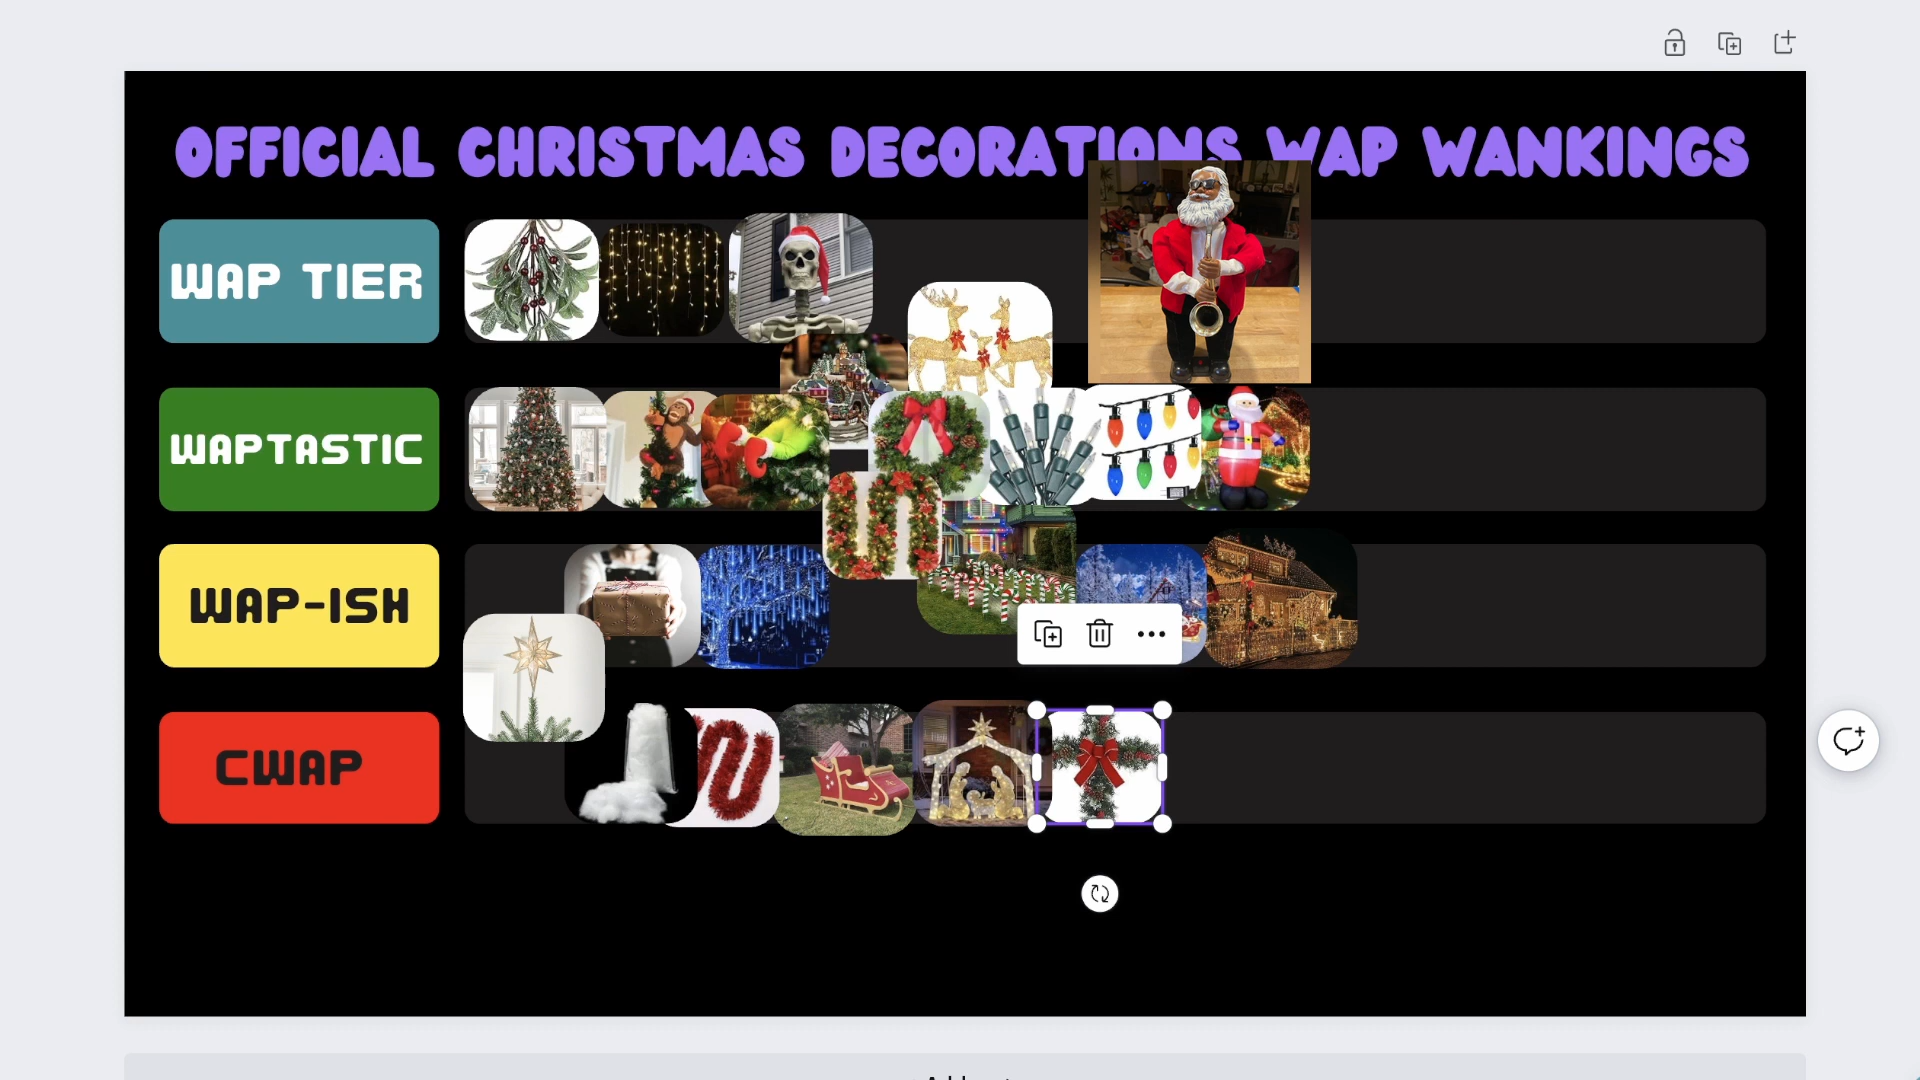 OFFICIAL CHRISTMAS DECORATIONS WAP WANKINGS
WAP TIER
WAPTASTIC
WAP-ISH
CWAP